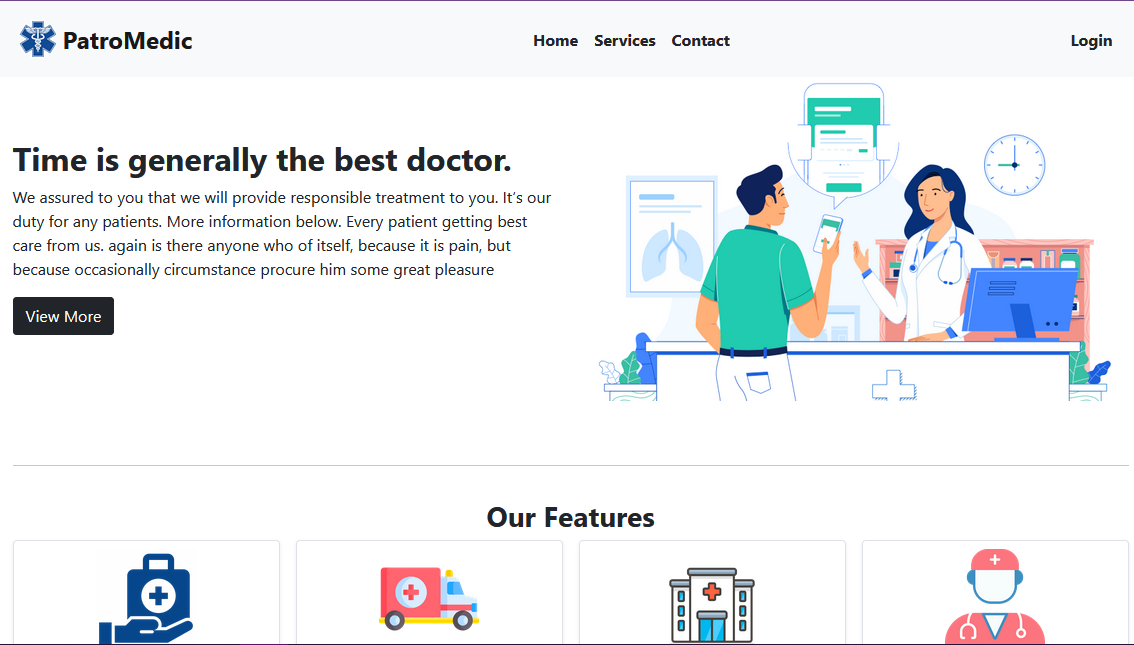 PatroMedic
Home Services Contact
Login
Time is generally the best doctor.
We assured to you that we will provide responsible treatment to you. It's our
duty for any patients. More information below. Every patient getting best
care from us. again is there anyone who of itself, because it is pain, but
because occasionally circumstance procure him some great pleasure
View More
Our Features